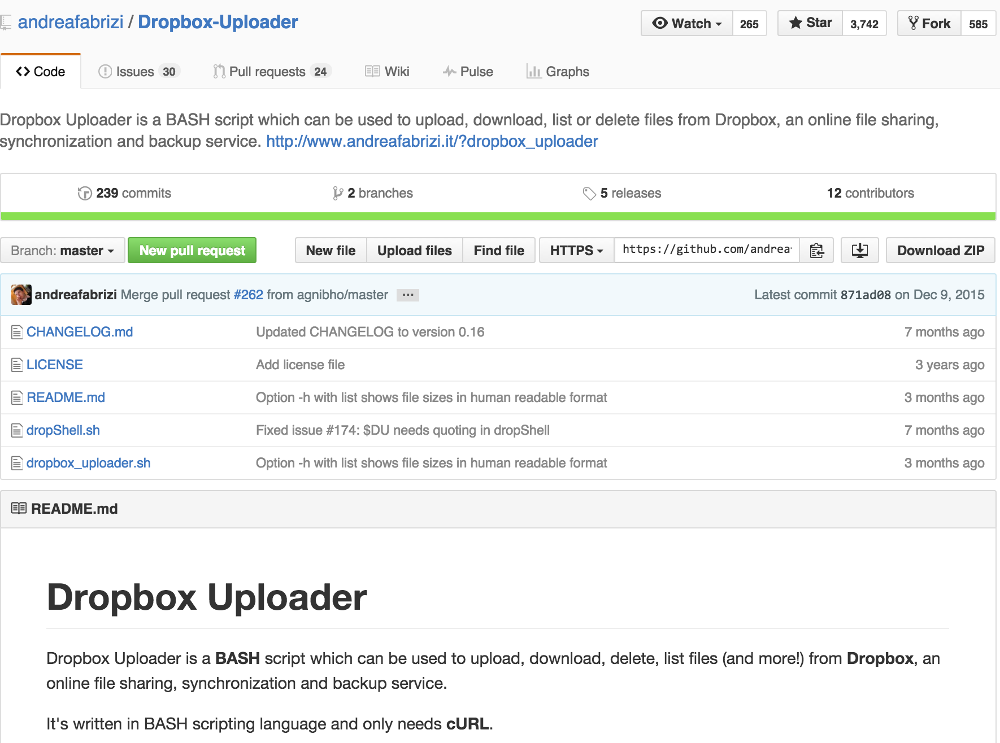 andreafabrizi / Dropbox-Uploader
Watch 265 Star 3,742 Fork 585
Code Issues 30 Pull requests 24 Wiki Pulse Graphs
Dropbox Uploader is a BASH script which can be used to upload, download, list or delete files from Dropbox, an online file sharing,
synchronization and backup service. http://www.andreafabrizi.it/?dropbox_uploader
239 commits 2 branches 5 releases 12 contributors
Branch: master New pull request New file Upload files Find file HTTPS https://github.com/andrea Download ZIP
andreafabrizi Merge pull request #262 from agnibho/master ... Latest commit 871ad08 on Dec 9, 2015
CHANGELOG.md Updated CHANGELOG to version 0.16 7 months ago
LICENSE Add license file 3 years ago
README.md Option -h with list shows file sizes in human readable format 3 months ago
dropShell.sh Fixed issue #174: $DU needs quoting in dropShell 7 months ago
dropbox_uploader.sh Option -h with list shows file sizes in human readable format 3 months ago
README.md
Dropbox Uploader
Dropbox Uploader is a BASH script which can be used to upload, download, delete, list files (and more!) from Dropbox, an
online file sharing, synchronization and backup service.
It's written in BASH scripting language and only needs cURL.